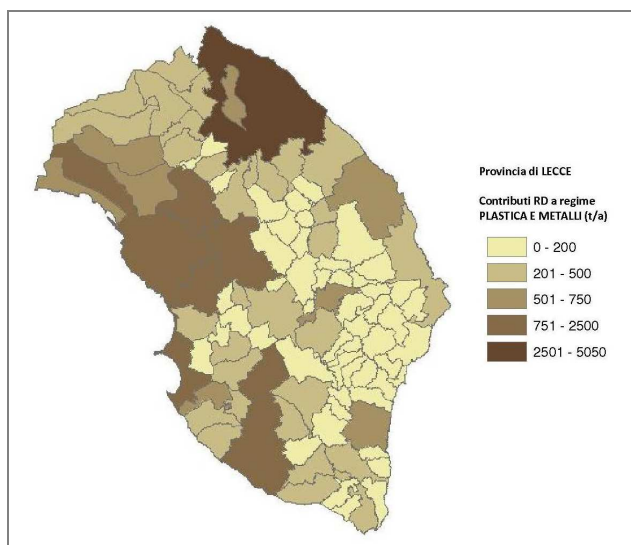 Provincia di LECCE
Contributi RD a regime
PLASTICA E METALLI (t/a)
0 - 200
201 - 500
501 - 750
751 - 2500
2501 - 5050